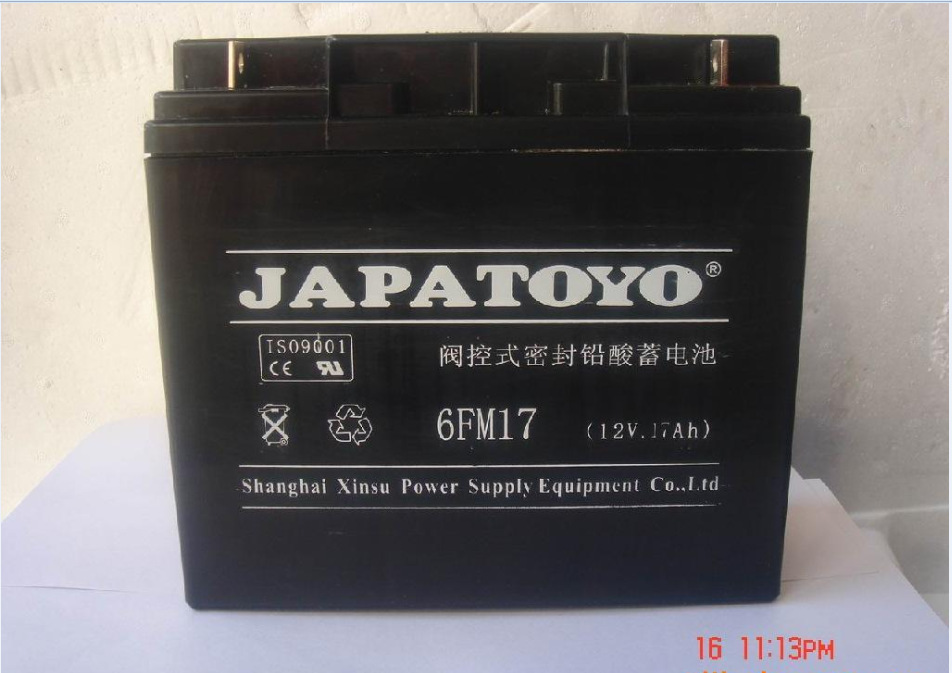 JAPATOYO®
ISO9001
CE
阀控式密封铅酸蓄电池
6FM17 (12V.17Ah)
Shanghai Xinsu Power Supply Equipment Co.,Ltd
16 11:13PM